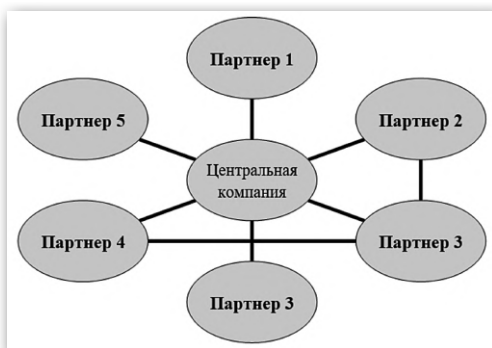 Партнер 1
Партнер 5
Партнер 2
Центральная
компания
Партнер 4
Партнер 3
Партнер 3